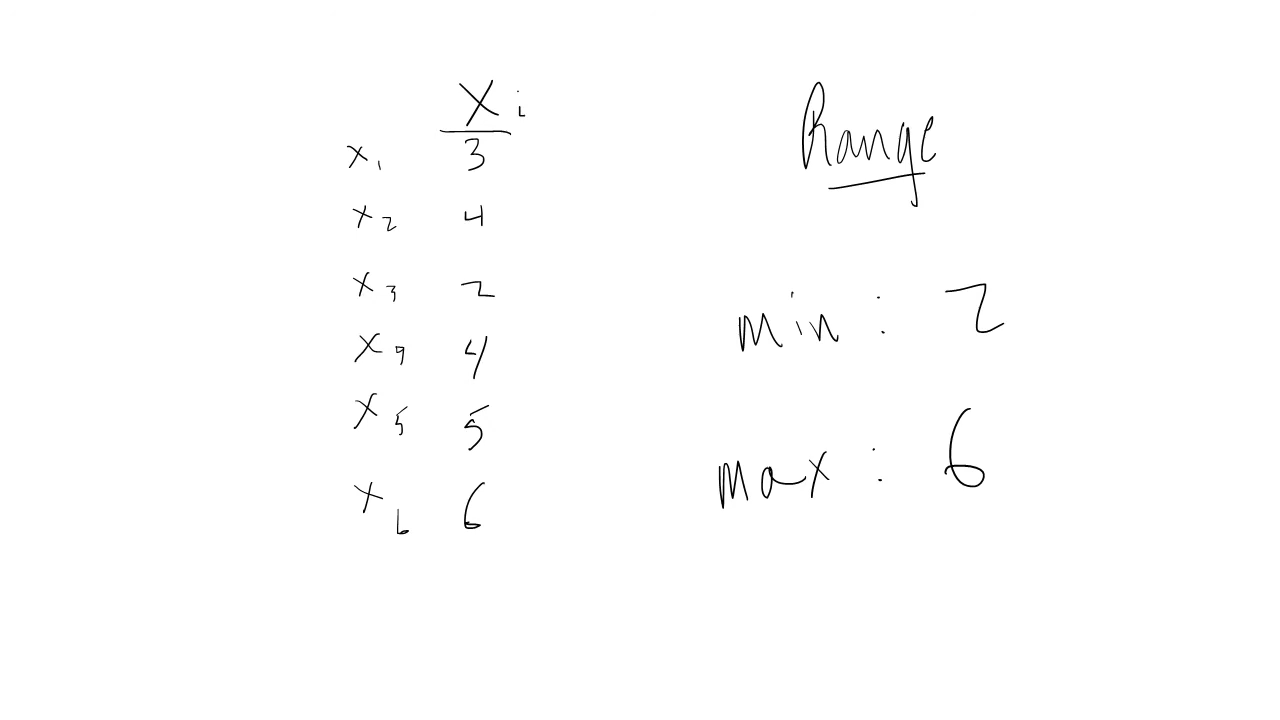 Xi
x1 3
x2 4
x3 2
x4 4
x5 5
x6 6
Range
min : 2
max : 6